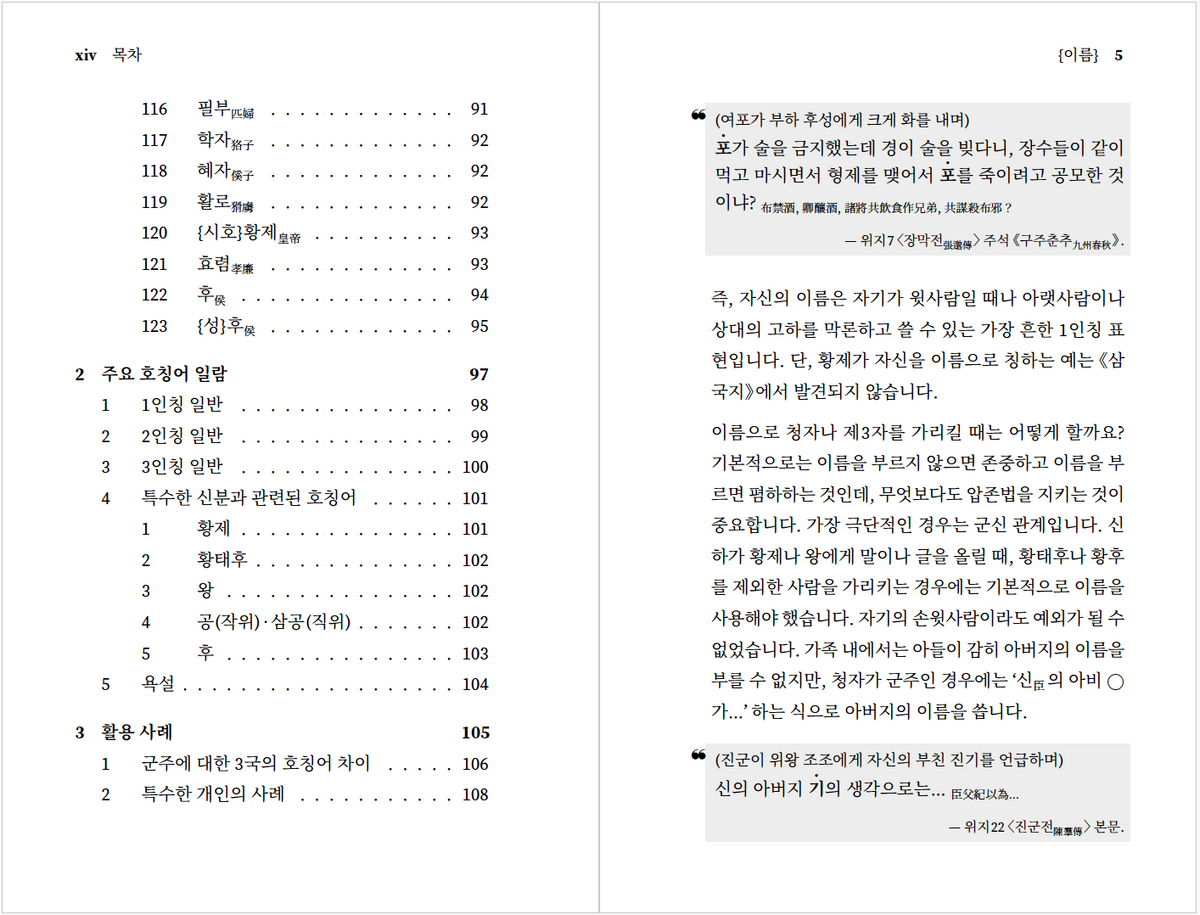 xiv 목차
116 필부匹婦 . . . . . . . . . . . . . 91
117 학자狢子 . . . . . . . . . . . . . 92
118 혜자傒子 . . . . . . . . . . . . . 92
119 활로猾虜 . . . . . . . . . . . . . 92
120 {시호}황제皇帝 . . . . . . . . . . 93
121 효렴孝廉 . . . . . . . . . . . . . 93
122 후侯 . . . . . . . . . . . . . . . 94
123 {성}후侯 . . . . . . . . . . . . . 95
2 주요 호칭어 일람 97
1 1인칭 일반 . . . . . . . . . . . . . . . 98
2 2인칭 일반 . . . . . . . . . . . . . . . 99
3 3인칭 일반 . . . . . . . . . . . . . . . 100
4 특수한 신분과 관련된 호칭어 . . . . . . 101
1 황제 . . . . . . . . . . . . . . . 101
2 황태후 . . . . . . . . . . . . . . 102
3 왕 . . . . . . . . . . . . . . . . 102
4 공(작위)·삼공(직위) . . . . . . . 102
5 후 . . . . . . . . . . . . . . . . 103
5 욕설 . . . . . . . . . . . . . . . . . . . 104
3 활용 사례 105
1 군주에 대한 3국의 호칭어 차이 . . . . . 106
2 특수한 개인의 사례 . . . . . . . . . . . 108
{이름} 5
❝ (여포가 부하 후성에게 크게 화를 내며)
포가 술을 금지했는데 경이 술을 빚다니, 장수들이 같이
먹고 마시면서 형제를 맺어서 포를 죽이려고 공모한 것
이냐? 布禁酒, 卿釀酒, 諸將共飮食作兄弟, 共謀殺布邪？
— 위지7 〈장막전張邈傳〉 주석 《구주춘추九州春秋》.
즉, 자신의 이름은 자기가 윗사람일 때나 아랫사람이나
상대의 고하를 막론하고 쓸 수 있는 가장 흔한 1인칭 표
현입니다. 단, 황제가 자신을 이름으로 칭하는 예는 《삼
국지》에서 발견되지 않습니다.
이름으로 청자나 제3자를 가리킬 때는 어떻게 할까요?
기본적으로는 이름을 부르지 않으면 존중하고 이름을 부
르면 폄하하는 것인데, 무엇보다도 압존법을 지키는 것이
중요합니다. 가장 극단적인 경우는 군신 관계입니다. 신
하가 황제나 왕에게 말이나 글을 올릴 때, 황태후나 황후
를 제외한 사람을 가리키는 경우에는 기본적으로 이름을
사용해야 했습니다. 자기의 손윗사람이라도 예외가 될 수
없었습니다. 가족 내에서는 아들이 감히 아버지의 이름을
부를 수 없지만, 청자가 군주인 경우에는 ‘신臣의 아비 ◯
가...’ 하는 식으로 아버지의 이름을 씁니다.
❝ (진군이 위왕 조조에게 자신의 부친 진기를 언급하며)
신의 아버지 기의 생각으로는... 臣父紀以為...
— 위지22 〈진군전陳羣傳〉 본문.